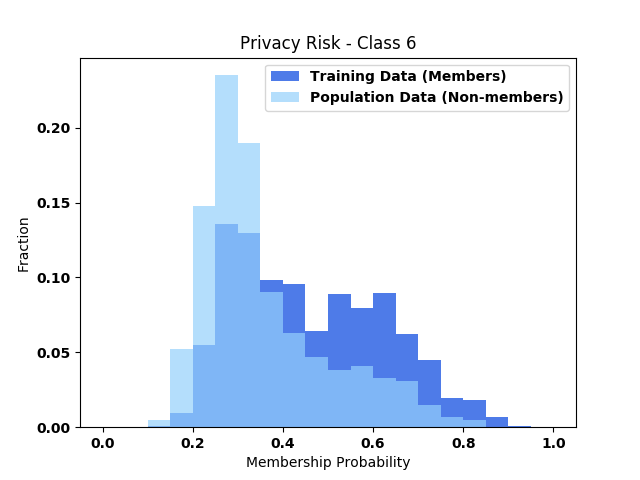 Privacy Risk - Class 6
Training Data (Members)
Population Data (Non-members)
Fraction
0.20
0.15
0.10
0.05
0.00
0.0 0.2 0.4 0.6 0.8 1.0
Membership Probability